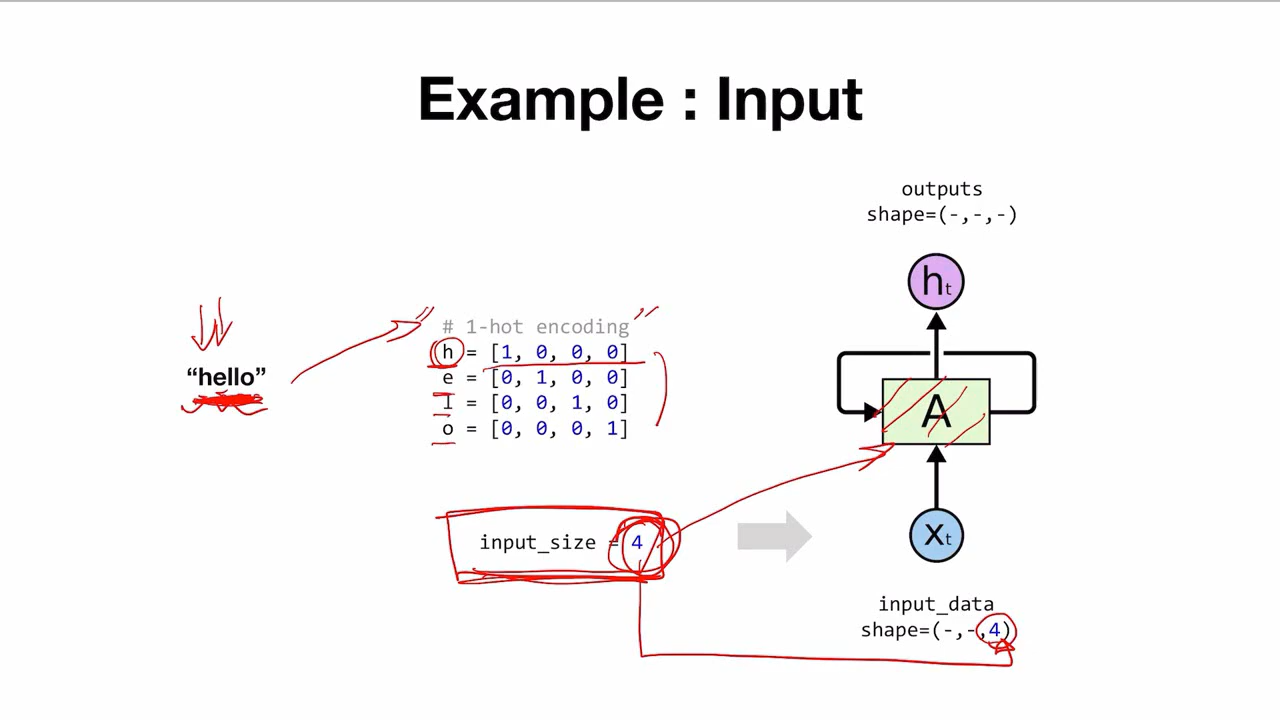 Example : Input
outputs
shape=(-,-,-)
ht
"hello"
# 1-hot encoding
h = [1, 0, 0, 0]
e = [0, 1, 0, 0]
l = [0, 0, 1, 0]
o = [0, 0, 0, 1]
A
input_size = 4
xt
input_data
shape=(-,-,4)